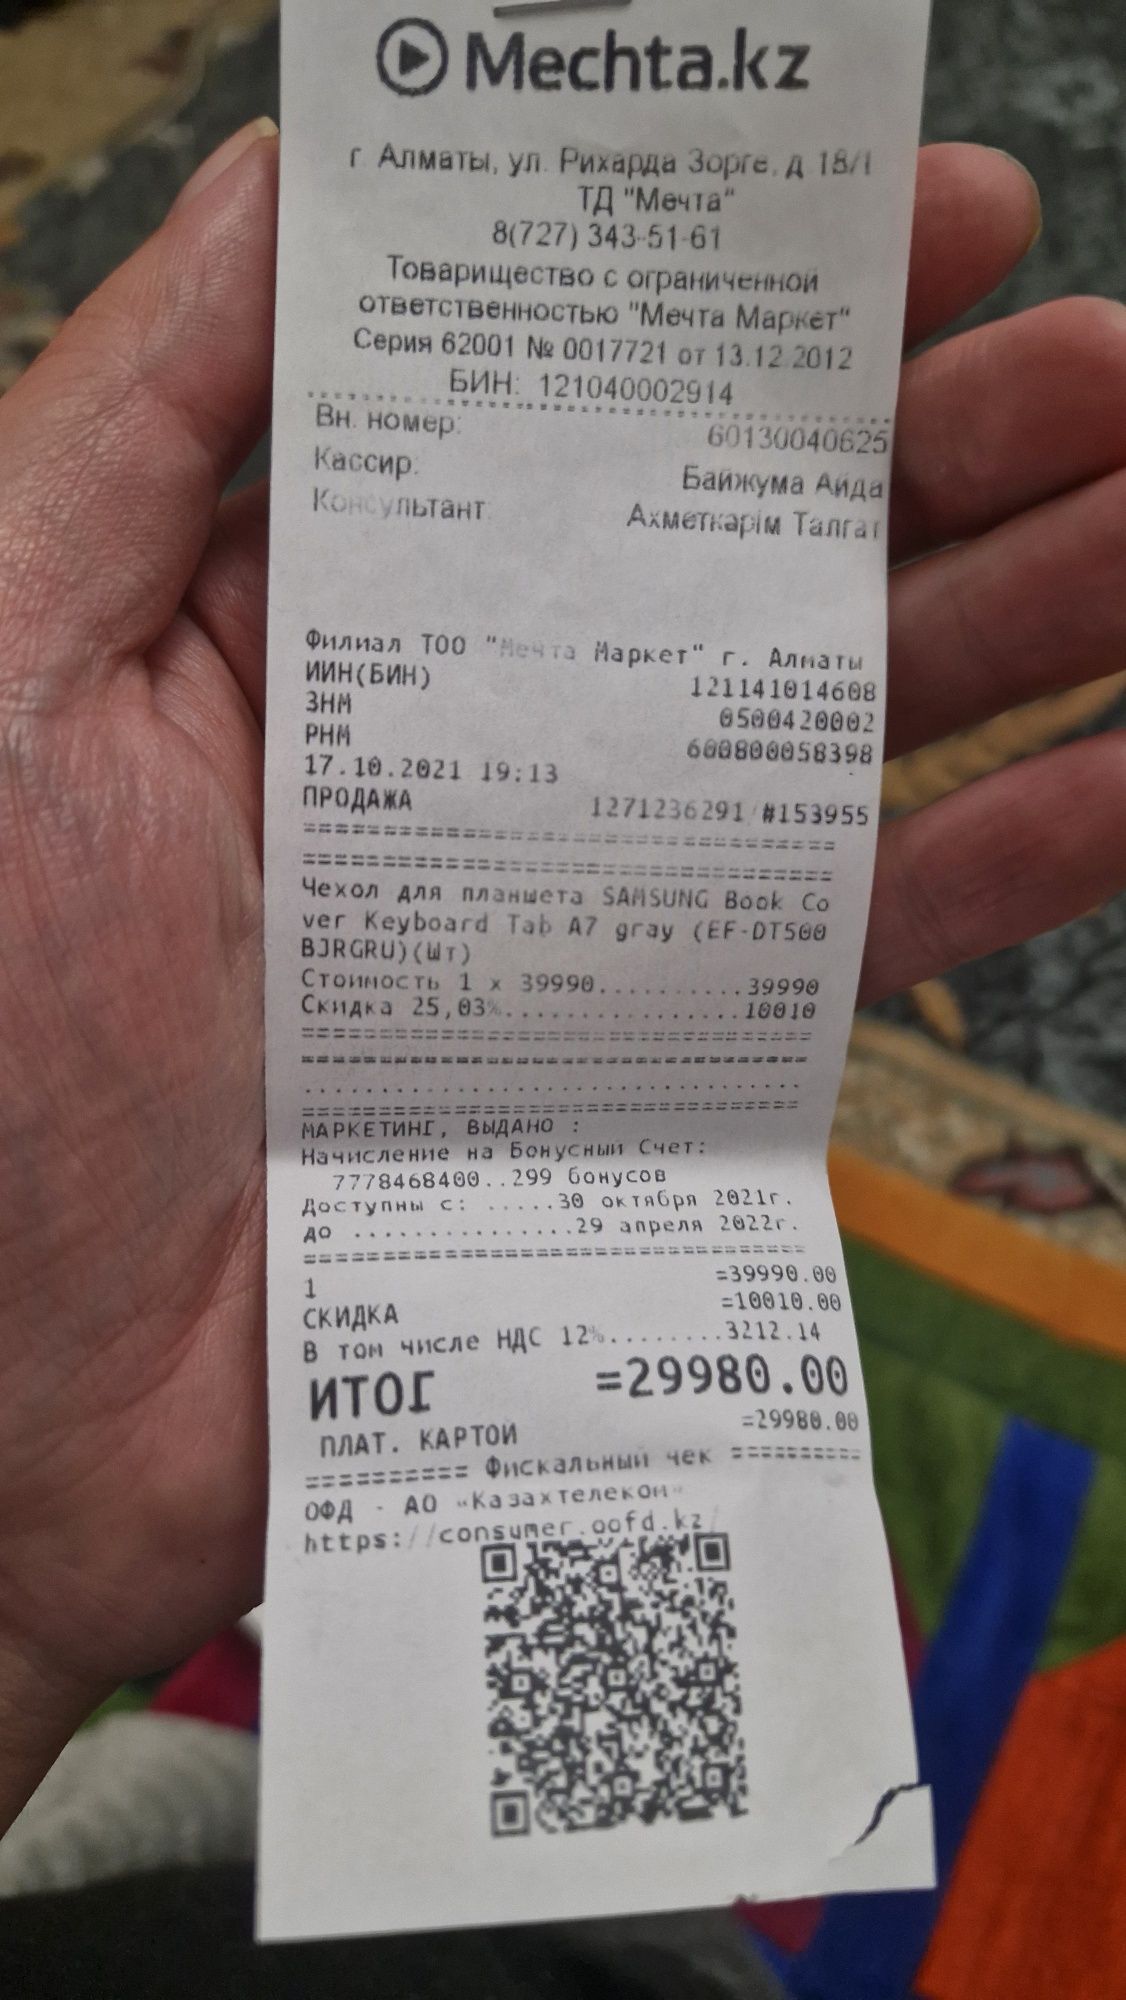 Mechta.kz
г. Алматы, ул. Рихарда Зорге, д 18/1
ТД "Мечта"
8(727) 343-51-61
Товарищество с ограниченной
ответственностью "Мечта Маркет"
Серия 62001 № 0017721 от 13.12.2012
БИН: 121040002914
Вн. номер: 60130040625
Кассир: Байжума Айда
Консультант: Ахметкарім Талгат
Филиал ТОО "Мечта Маркет" г. Алматы
ИИН(БИН) 121141014608
ЗНМ 0500420002
РНМ 600800058398
17.10.2021 19:13
ПРОДАЖА 1271236291/#153955
==================================
==================================
Чехол для планшета SAMSUNG Book Co
ver Keyboard Tab A7 gray (EF-DT500
BJRGRU)(Шт)
Стоимость 1 x 39990..........39990
Скидка 25,03%................10010
==================================
==================================
..................................
==================================
МАРКЕТИНГ, ВЫДАНО :
Начисление на Бонусный Счет:
7778468400..299 бонусов
Доступны с: .....30 октября 2021г.
до ..............29 апреля 2022г.
==================================
1 =39990.00
СКИДКА =10010.00
В том числе НДС 12%........3212.14
ИТОГ =29980.00
ПЛАТ. КАРТОЙ =29980.00
========== Фискальный чек ==========
ОФД - АО «Казахтелеком»
https://consumer.oofd.kz/